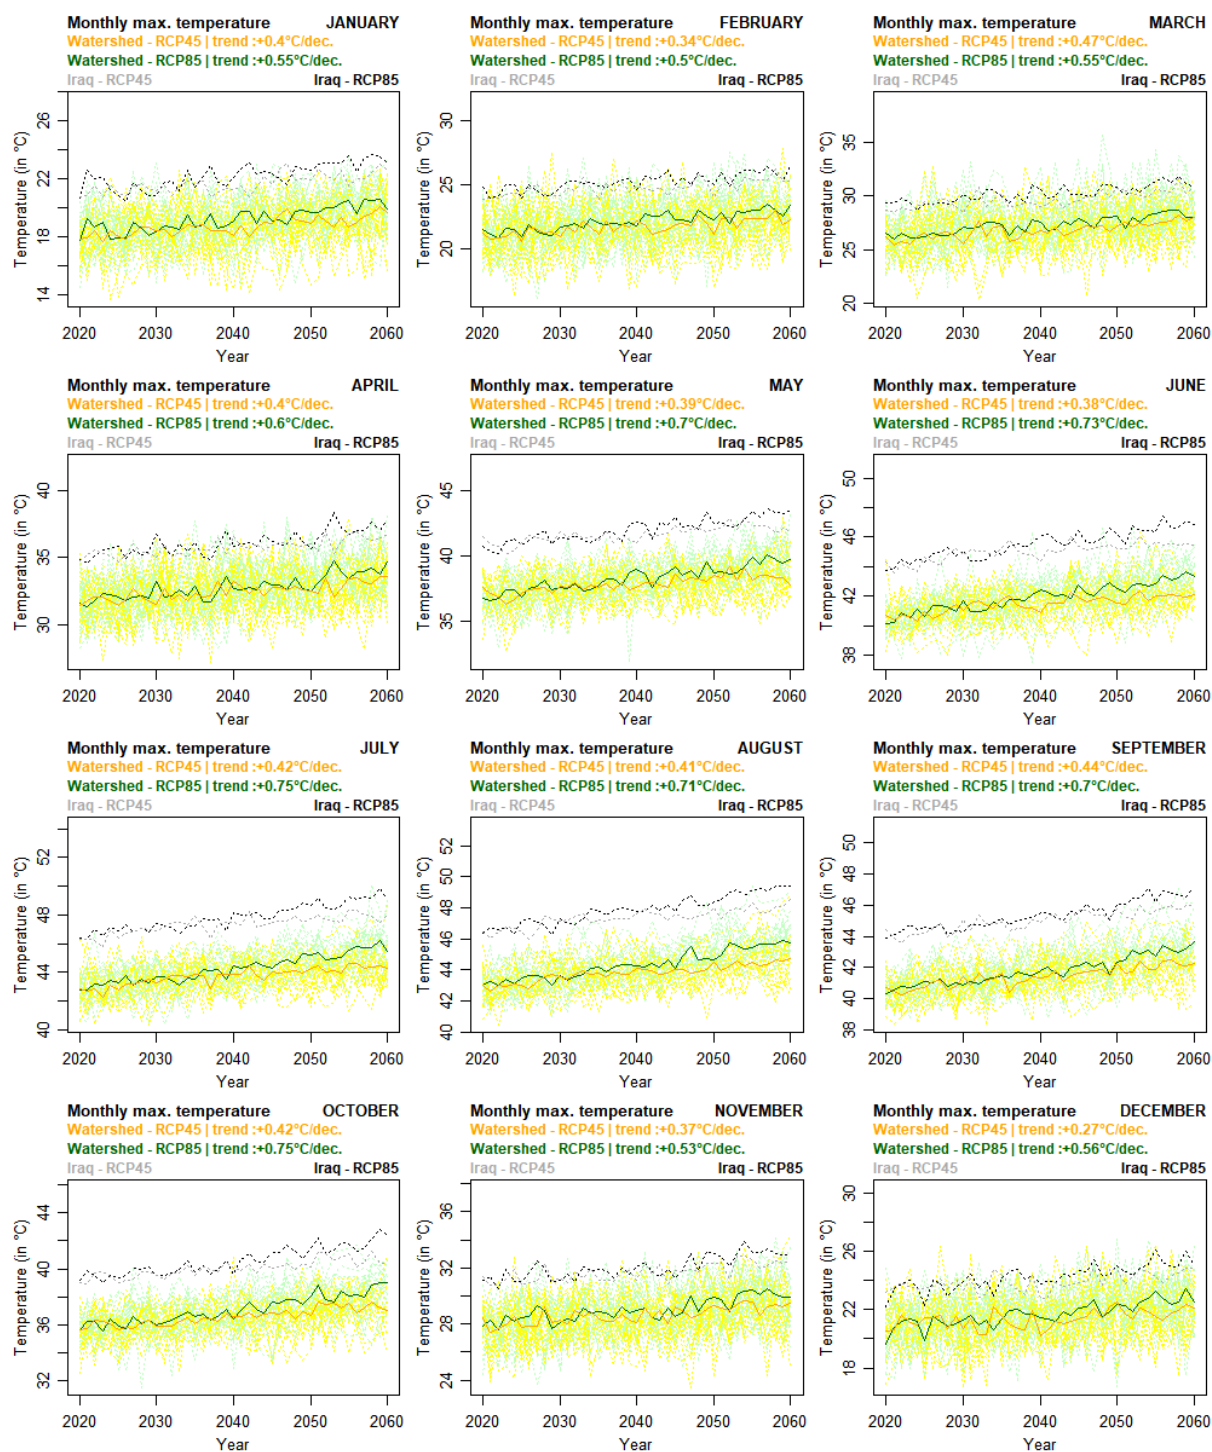 Monthly max. temperature JANUARY
Watershed - RCP45 | trend :+0.4°C/dec.
Watershed - RCP85 | trend :+0.55°C/dec.
Iraq - RCP45 Iraq - RCP85
Temperature (in °C)
26
22
18
14
2020 2030 2040 2050 2060
Year
Monthly max. temperature FEBRUARY
Watershed - RCP45 | trend :+0.34°C/dec.
Watershed - RCP85 | trend :+0.5°C/dec.
Iraq - RCP45 Iraq - RCP85
Temperature (in °C)
30
25
20
2020 2030 2040 2050 2060
Year
Monthly max. temperature MARCH
Watershed - RCP45 | trend :+0.47°C/dec.
Watershed - RCP85 | trend :+0.55°C/dec.
Iraq - RCP45 Iraq - RCP85
Temperature (in °C)
35
30
25
20
2020 2030 2040 2050 2060
Year
Monthly max. temperature APRIL
Watershed - RCP45 | trend :+0.4°C/dec.
Watershed - RCP85 | trend :+0.6°C/dec.
Iraq - RCP45 Iraq - RCP85
Temperature (in °C)
40
35
30
2020 2030 2040 2050 2060
Year
Monthly max. temperature MAY
Watershed - RCP45 | trend :+0.39°C/dec.
Watershed - RCP85 | trend :+0.7°C/dec.
Iraq - RCP45 Iraq - RCP85
Temperature (in °C)
45
40
35
2020 2030 2040 2050 2060
Year
Monthly max. temperature JUNE
Watershed - RCP45 | trend :+0.38°C/dec.
Watershed - RCP85 | trend :+0.73°C/dec.
Iraq - RCP45 Iraq - RCP85
Temperature (in °C)
50
46
42
38
2020 2030 2040 2050 2060
Year
Monthly max. temperature JULY
Watershed - RCP45 | trend :+0.42°C/dec.
Watershed - RCP85 | trend :+0.75°C/dec.
Iraq - RCP45 Iraq - RCP85
Temperature (in °C)
52
48
44
40
2020 2030 2040 2050 2060
Year
Monthly max. temperature AUGUST
Watershed - RCP45 | trend :+0.41°C/dec.
Watershed - RCP85 | trend :+0.71°C/dec.
Iraq - RCP45 Iraq - RCP85
Temperature (in °C)
52
50
48
46
44
42
40
2020 2030 2040 2050 2060
Year
Monthly max. temperature SEPTEMBER
Watershed - RCP45 | trend :+0.44°C/dec.
Watershed - RCP85 | trend :+0.7°C/dec.
Iraq - RCP45 Iraq - RCP85
Temperature (in °C)
50
48
46
44
42
40
38
2020 2030 2040 2050 2060
Year
Monthly max. temperature OCTOBER
Watershed - RCP45 | trend :+0.42°C/dec.
Watershed - RCP85 | trend :+0.75°C/dec.
Iraq - RCP45 Iraq - RCP85
Temperature (in °C)
44
40
36
32
2020 2030 2040 2050 2060
Year
Monthly max. temperature NOVEMBER
Watershed - RCP45 | trend :+0.37°C/dec.
Watershed - RCP85 | trend :+0.53°C/dec.
Iraq - RCP45 Iraq - RCP85
Temperature (in °C)
36
32
28
24
2020 2030 2040 2050 2060
Year
Monthly max. temperature DECEMBER
Watershed - RCP45 | trend :+0.27°C/dec.
Watershed - RCP85 | trend :+0.56°C/dec.
Iraq - RCP45 Iraq - RCP85
Temperature (in °C)
30
26
22
18
2020 2030 2040 2050 2060
Year